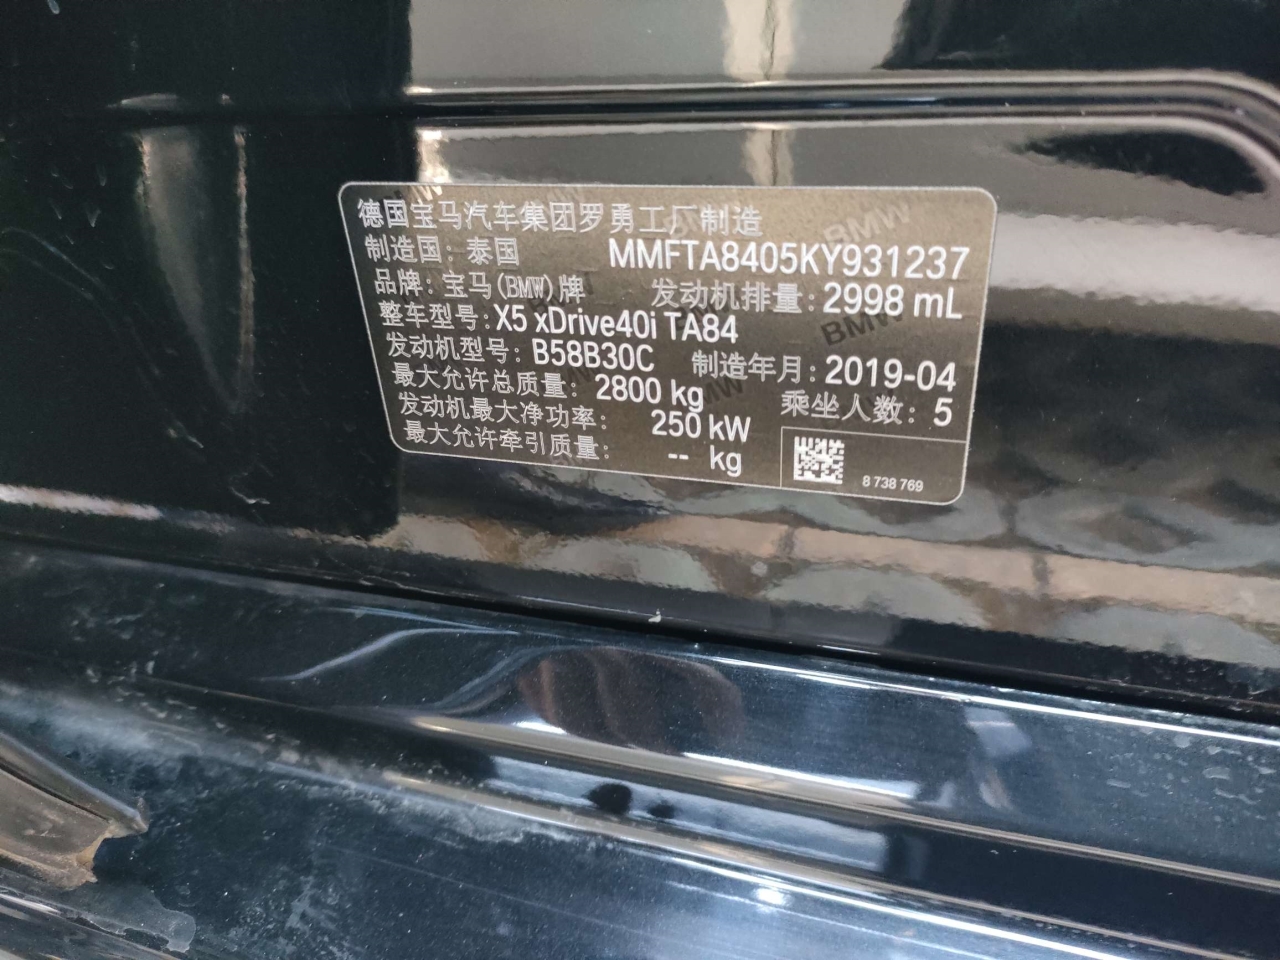 德国宝马汽车集团罗勇工厂制造
制造国：泰国 MMFTA8405KY931237
品牌：宝马(BMW)牌 发动机排量：2998 mL
整车型号：X5 xDrive40i TA84
发动机型号：B58B30C 制造年月：2019-04
最大允许总质量：2800 kg 乘坐人数：5
发动机最大净功率：250 kW
最大允许牵引质量：-- kg
8 738 769